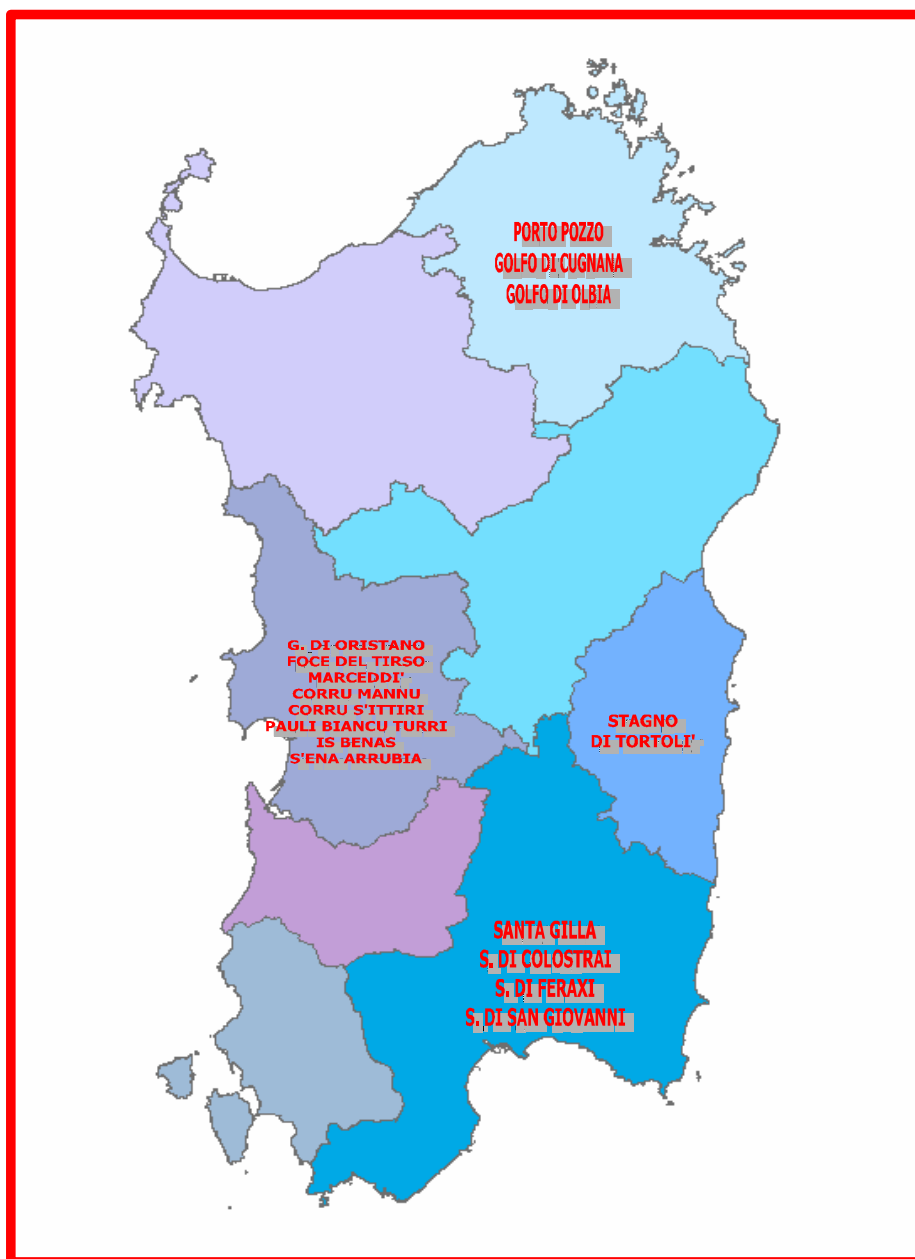 PORTO POZZO
GOLFO DI CUGNANA
GOLFO DI OLBIA
G. DI ORISTANO
FOCE DEL TIRSO
MARCEDDI'
CORRU MANNU
CORRU S'ITTIRI
PAULI BIANCU TURRI
IS BENAS
S'ENA ARRUBIA
STAGNO
DI TORTOLI'
SANTA GILLA
S. DI COLOSTRAI
S. DI FERAXI
S. DI SAN GIOVANNI